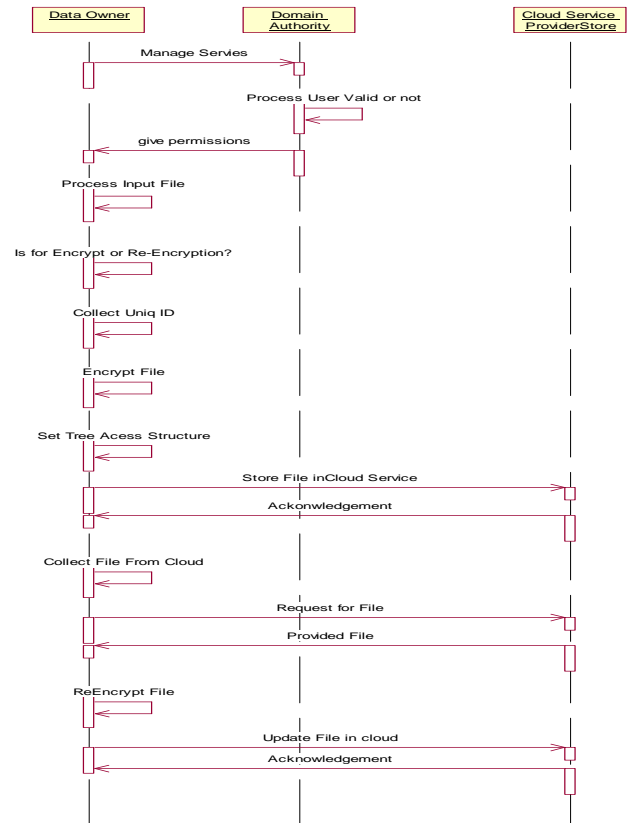 Data Owner
Domain
Authority
Cloud Service
ProviderStore
Manage Servies
Process User Valid or not
give permissions
Process Input File
Is for Encrypt or Re-Encryption?
Collect Uniq ID
Encrypt File
Set Tree Acess Structure
Store File inCloud Service
Ackonwledgement
Collect File From Cloud
Request for File
Provided File
ReEncrypt File
Update File in cloud
Acknowledgement